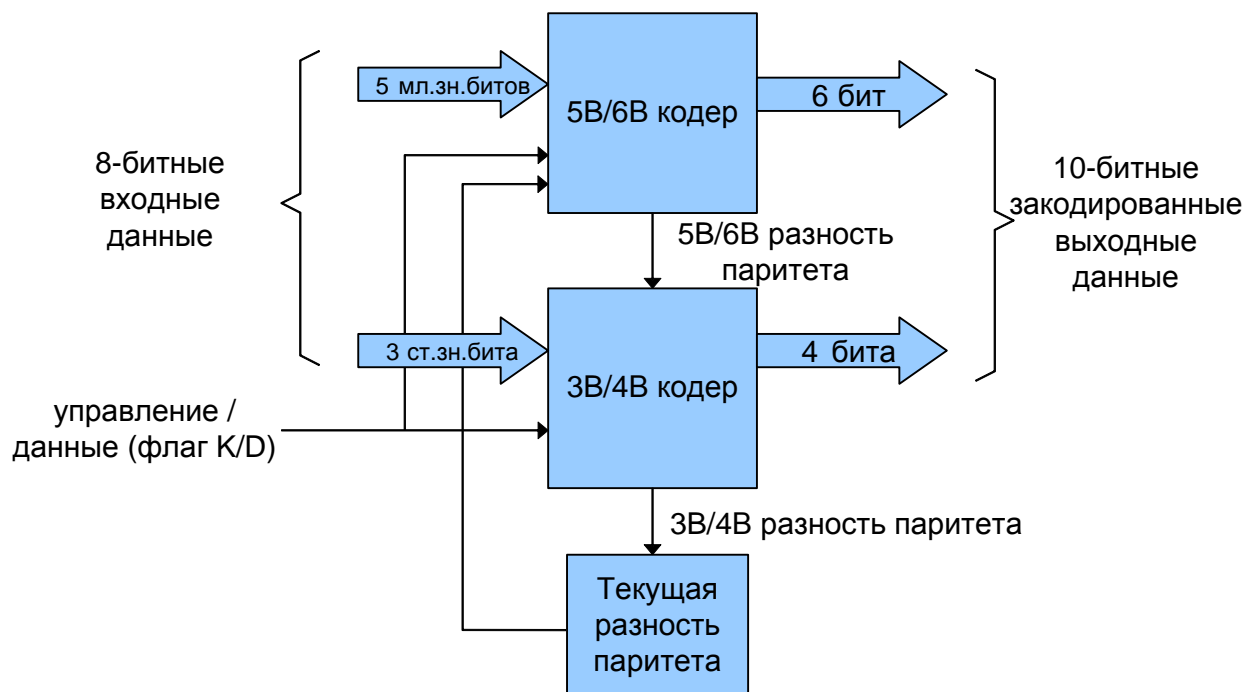 5 мл.зн.битов
5B/6B кодер
6 бит
8-битные
входные
данные
10-битные
закодированные
выходные
данные
5B/6B разность
паритета
3 ст.зн.бита
3B/4B кодер
4 бита
управление /
данные (флаг K/D)
3B/4B разность паритета
Текущая
разность
паритета